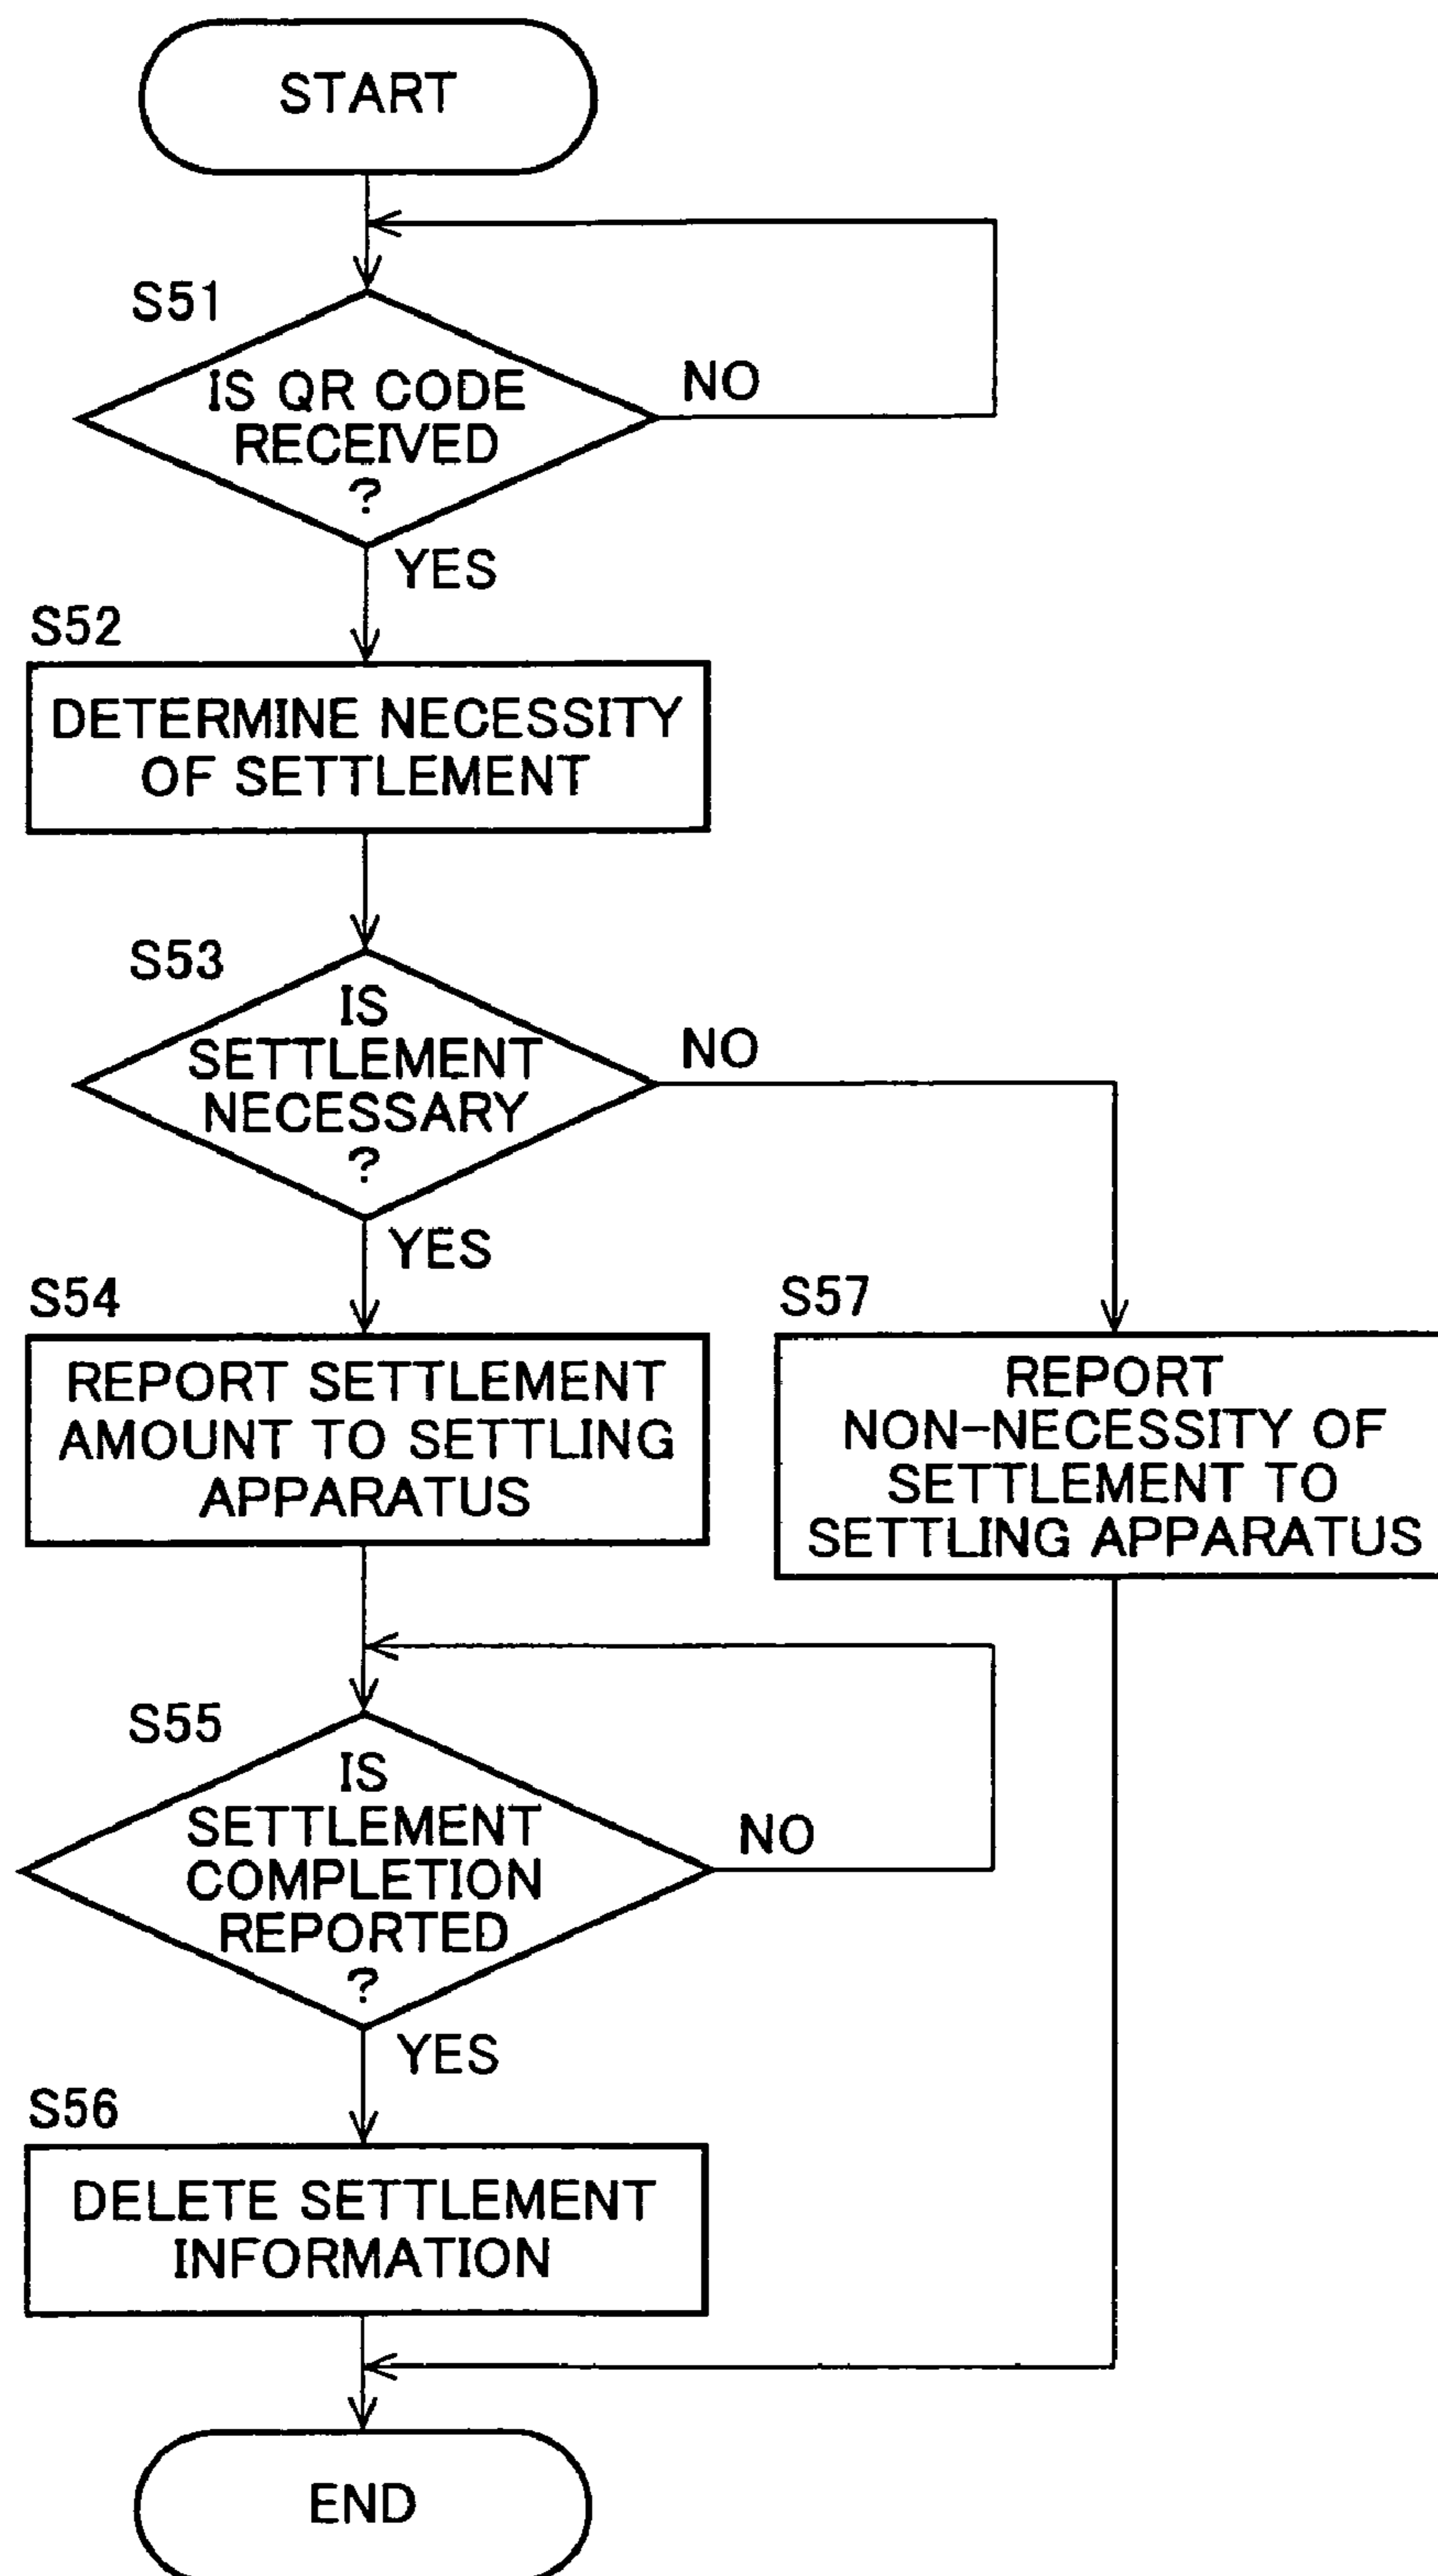 START
S51
IS QR CODE
RECEIVED
?
NO
YES
S52
DETERMINE NECESSITY
OF SETTLEMENT
S53
IS
SETTLEMENT
NECESSARY
?
NO
YES
S54
REPORT SETTLEMENT
AMOUNT TO SETTLING
APPARATUS
S57
REPORT
NON-NECESSITY OF
SETTLEMENT TO
SETTLING APPARATUS
S55
IS
SETTLEMENT
COMPLETION
REPORTED
?
NO
YES
S56
DELETE SETTLEMENT
INFORMATION
END